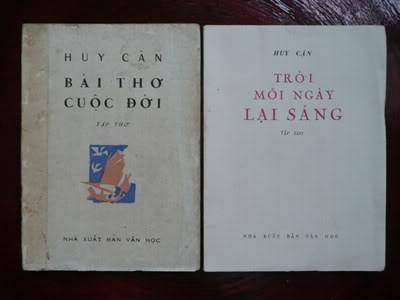 HUY CẬN
BÀI THƠ
CUỘC ĐỜI
TẬP THƠ
NHÀ XUẤT BẢN VĂN HỌC
HUY CẬN
TRỜI
MỖI NGÀY
LẠI SÁNG
TẬP THƠ
NHÀ XUẤT BẢN VĂN HỌC